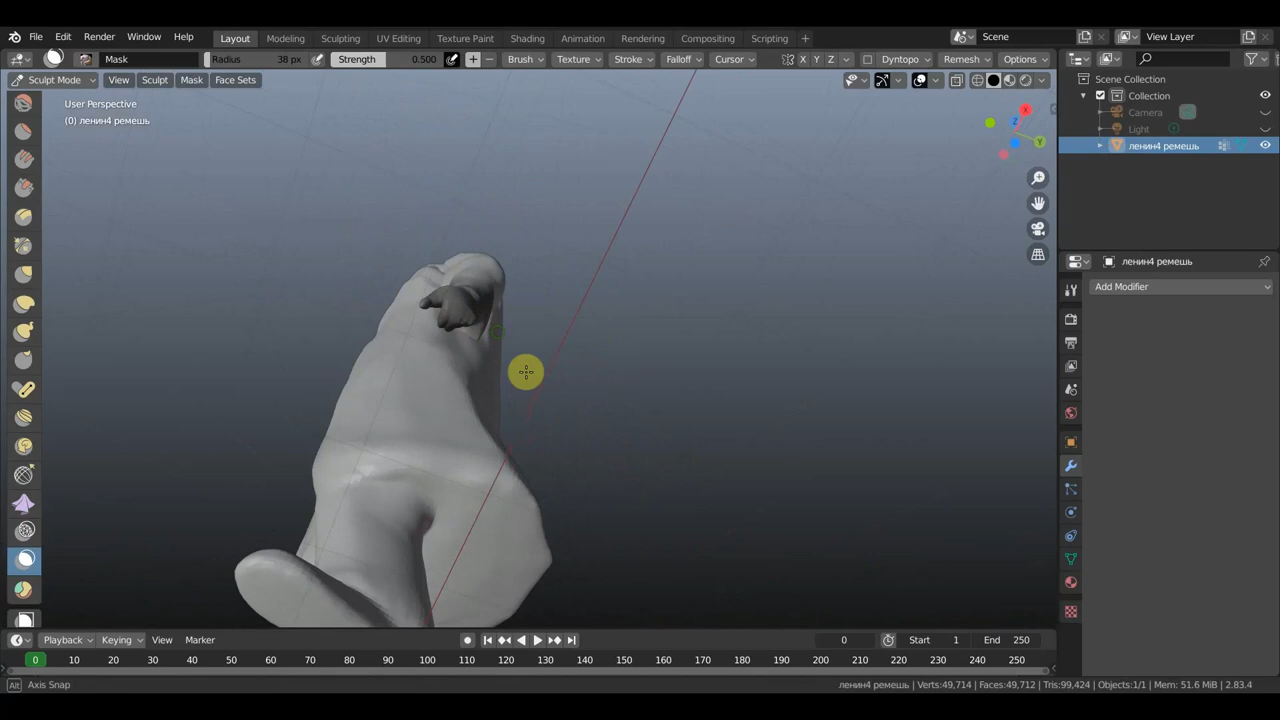 File Edit Render Window Help Layout Modeling Sculpting UV Editing Texture Paint Shading Animation Rendering Compositing Scripting + Scene View Layer
Mask Radius 38 px Strength 0.500 Brush Texture Stroke Falloff Cursor X Y Z Dyntopo Remesh Options
Sculpt Mode View Sculpt Mask Face Sets
Scene Collection
Collection
Camera
Light
ленин4 ремешь
User Perspective
(0) ленин4 ремешь
X
Z
Y
ленин4 ремешь
Add Modifier
Playback Keying View Marker 0 Start 1 End 250
0 10 20 30 40 50 60 70 80 90 100 110 120 130 140 150 160 170 180 190 200 210 220 230 240 250
Alt Axis Snap ленин4 ремешь | Verts:49,714 | Faces:49,712 | Tris:99,424 | Objects:1/1 | Mem: 51.6 MiB | 2.83.4